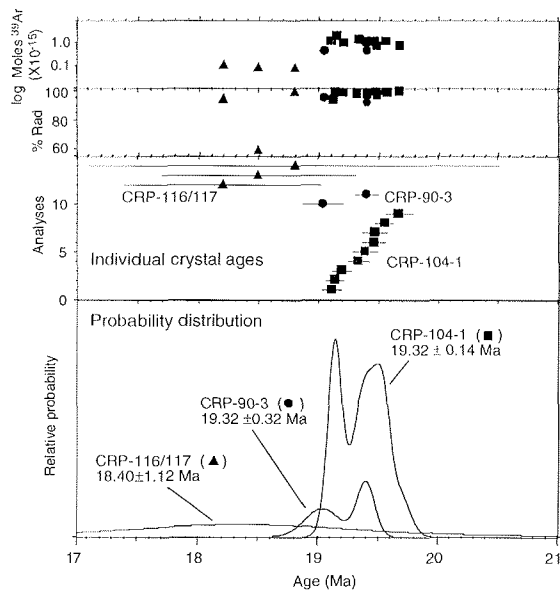 log Moles ³⁹Ar
(X10⁻¹⁵)
1.0
0.1
% Rad
100
80
60
Analyses
10
5
0
CRP-116/117
CRP-90-3
CRP-104-1
Individual crystal ages
Probability distribution
Relative probability
CRP-104-1 (■)
19.32 ± 0.14 Ma
CRP-90-3 (●)
19.32 ±0.32 Ma
CRP-116/117 (▲)
18.40±1.12 Ma
17
18
19
20
21
Age (Ma)